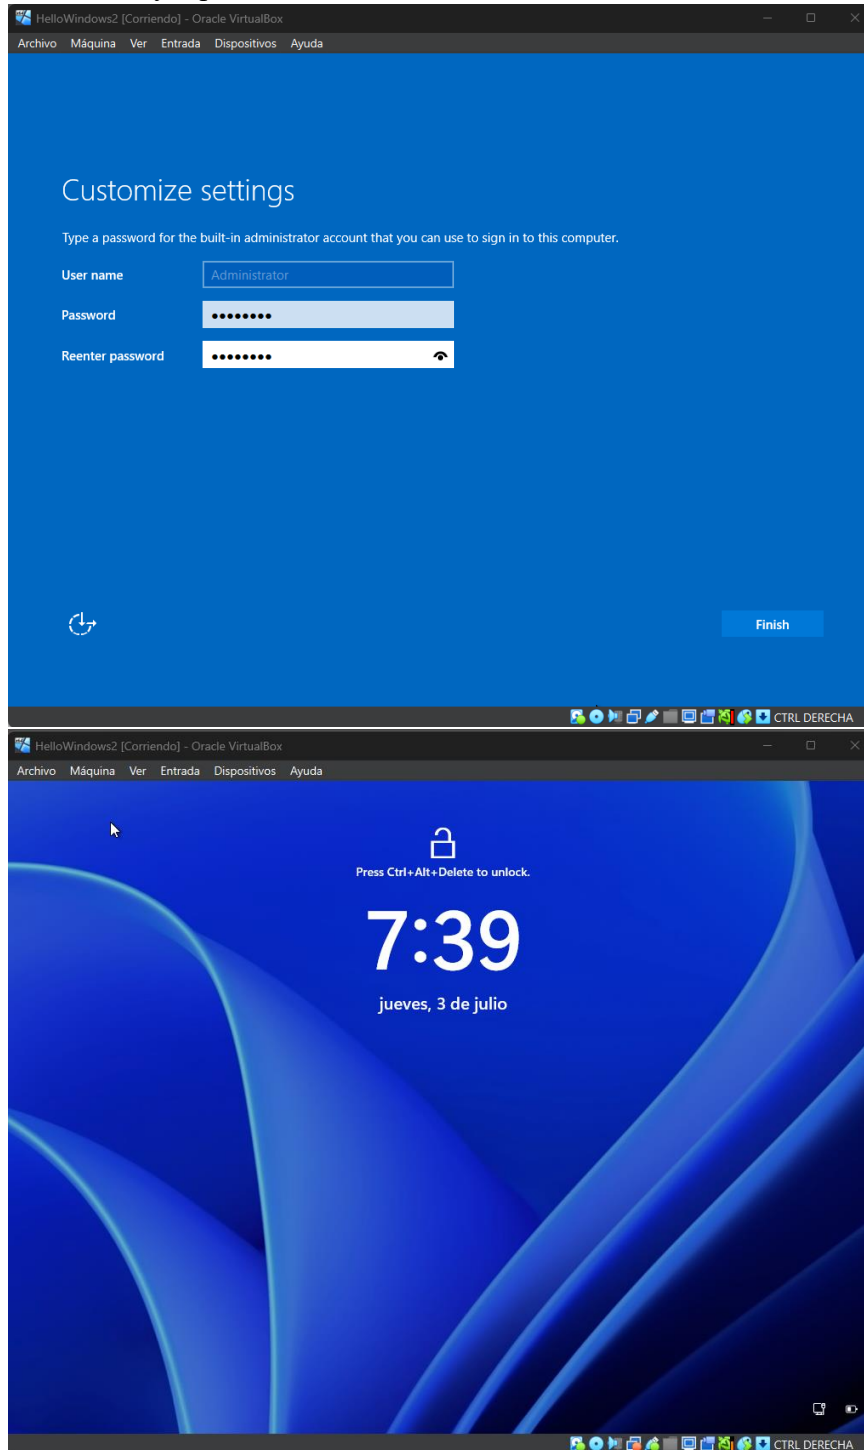 HelloWindows2 [Corriendo] - Oracle VirtualBox
Archivo Máquina Ver Entrada Dispositivos Ayuda
Customize settings
Type a password for the built-in administrator account that you can use to sign in to this computer.
User name Administrator
Password ••••••••
Reenter password ••••••••
Finish
CTRL DERECHA
HelloWindows2 [Corriendo] - Oracle VirtualBox
Archivo Máquina Ver Entrada Dispositivos Ayuda
Press Ctrl+Alt+Delete to unlock.
7:39
jueves, 3 de julio
CTRL DERECHA